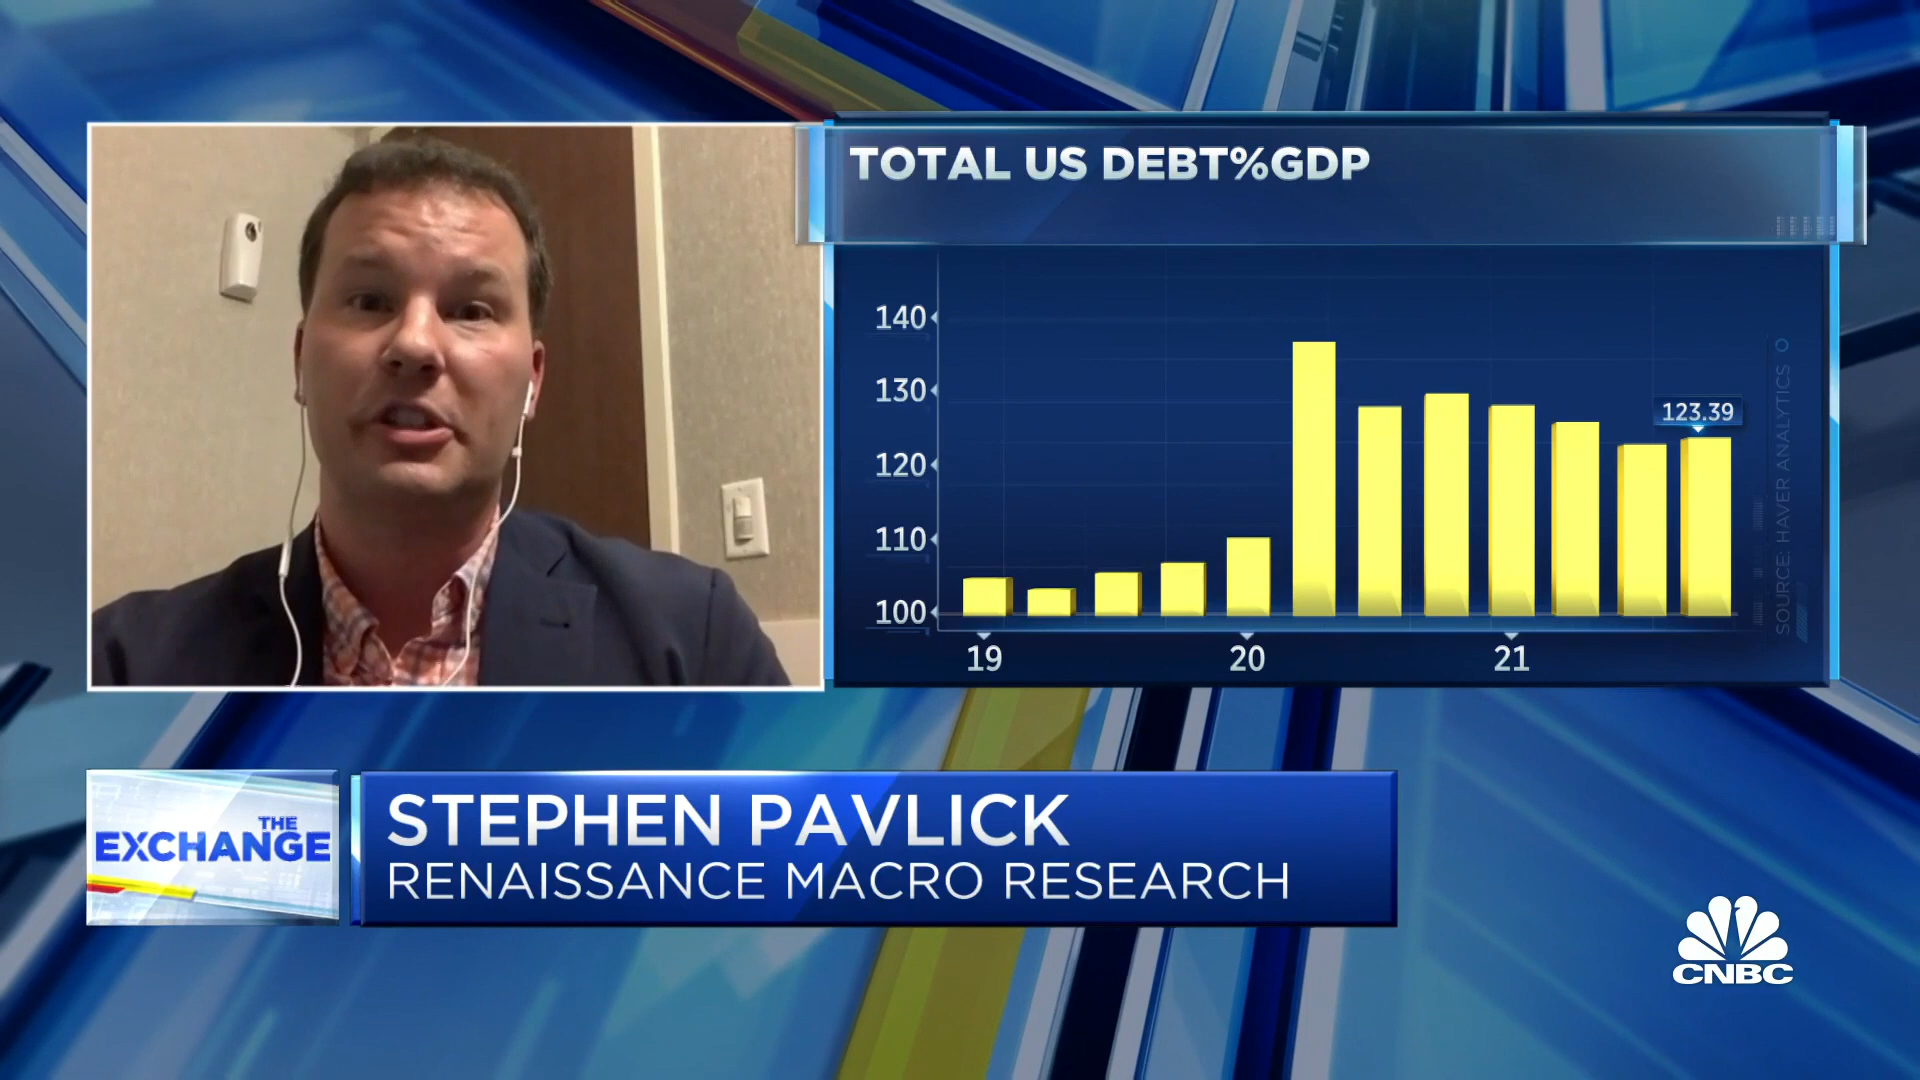 TOTAL US DEBT%GDP
140
130
120
110
100
123.39
19
20
21
SOURCE: HAVER ANALYTICS
THE
EXCHANGE
STEPHEN PAVLICK
RENAISSANCE MACRO RESEARCH
CNBC